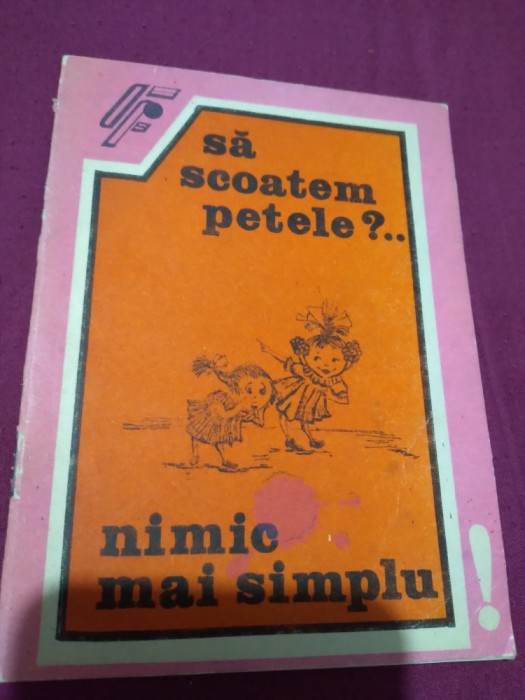 să
scoatem
petele?..
nimic
mai simplu
!